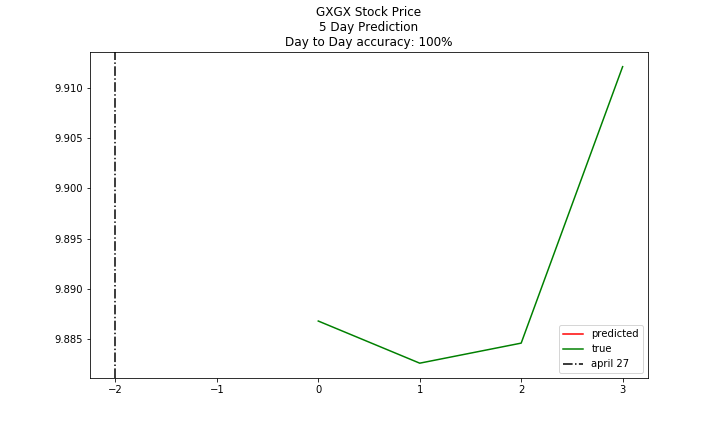 GXGX Stock Price
5 Day Prediction
Day to Day accuracy: 100%
9.910
9.905
9.900
9.895
9.890
9.885
predicted
true
april 27
−2
−1
0
1
2
3